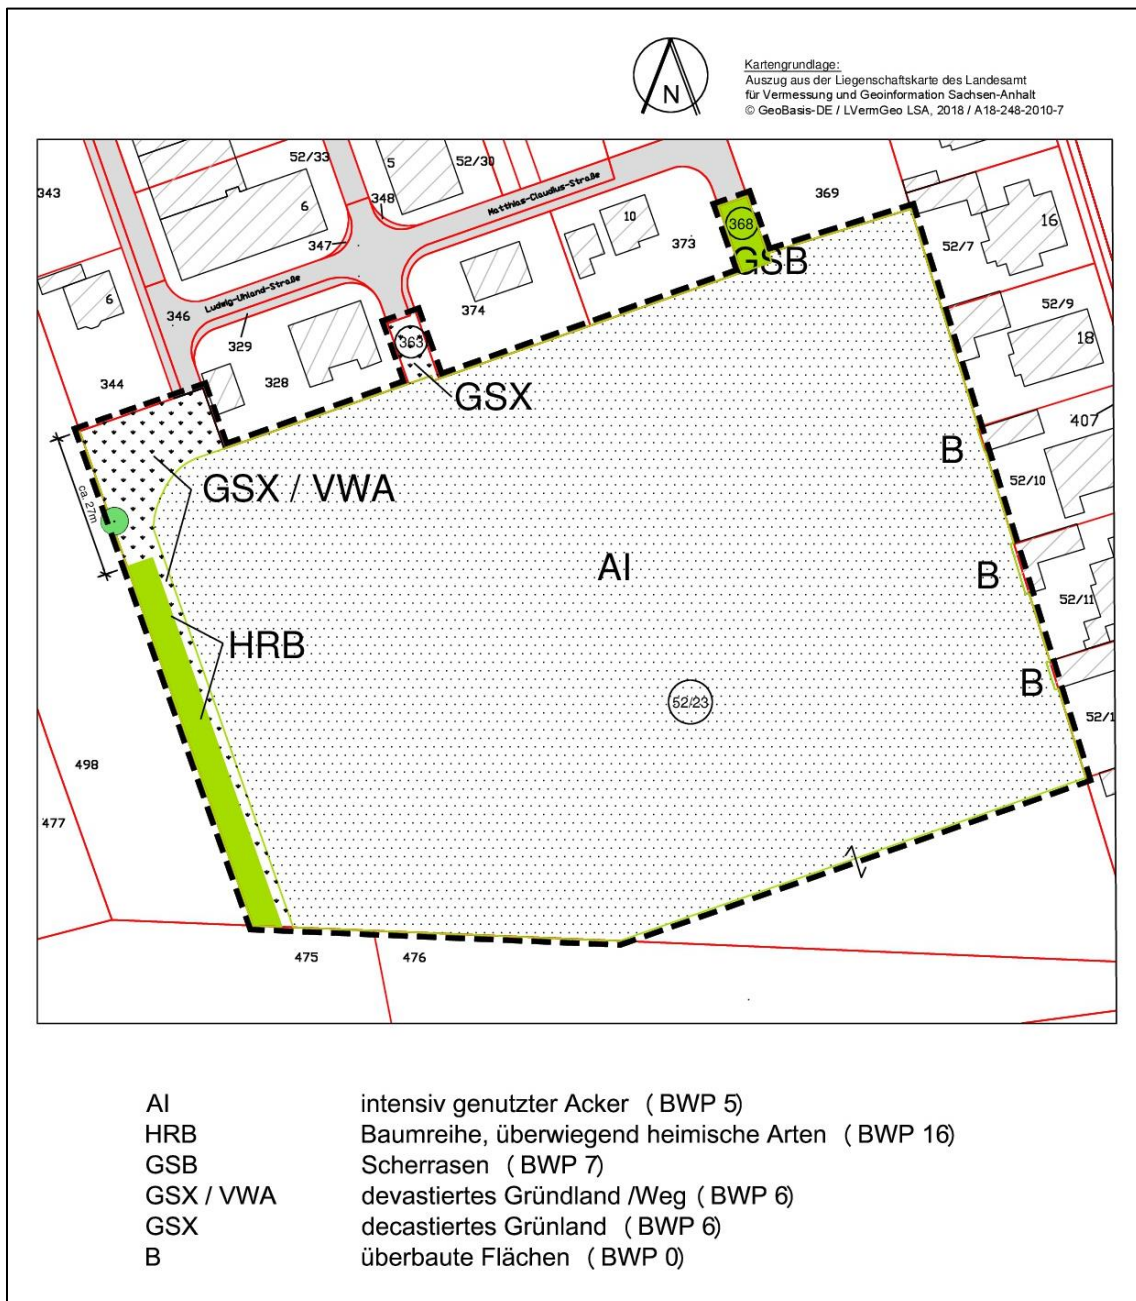 N
Kartengrundlage:
Auszug aus der Liegenschaftskarte des Landesamt
für Vermessung und Geoinformation Sachsen-Anhalt
© GeoBasis-DE / LVermGeo LSA, 2018 / A18-248-2010-7
343
52/33
5
52/30
348
Matthias-Claudius-Straße
369
6
10
368
16
347
373
52/7
GSB
6
Ludwig-Uhland-Straße
374
52/9
346
329
363
18
344
328
GSX
407
B
ca. 27m
GSX / VWA
52/10
AI
B
52/11
HRB
B
52/23
52/1
498
477
475
476
AI intensiv genutzter Acker ( BWP 5)
HRB Baumreihe, überwiegend heimische Arten ( BWP 16)
GSB Scherrasen ( BWP 7)
GSX / VWA devastiertes Gründland /Weg ( BWP 6)
GSX decastiertes Grünland ( BWP 6)
B überbaute Flächen ( BWP 0)